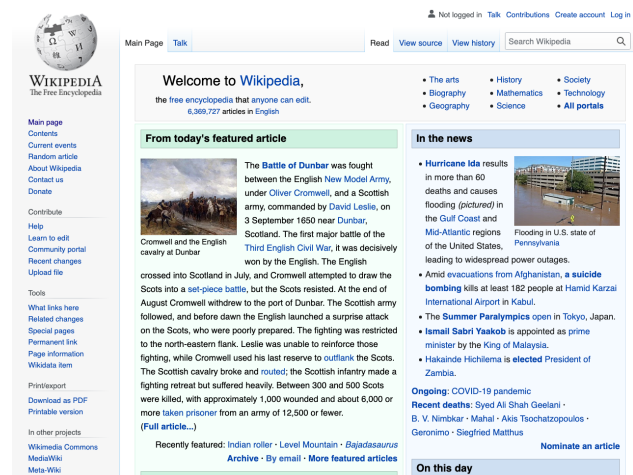 Not logged in Talk Contributions Create account Log in
Main Page Talk
Read View source View history
Search Wikipedia
WIKIPEDIA
The Free Encyclopedia
Main page
Contents
Current events
Random article
About Wikipedia
Contact us
Donate
Contribute
Help
Learn to edit
Community portal
Recent changes
Upload file
Tools
What links here
Related changes
Special pages
Permanent link
Page information
Wikidata item
Print/export
Download as PDF
Printable version
In other projects
Wikimedia Commons
MediaWiki
Meta-Wiki
Welcome to Wikipedia,
the free encyclopedia that anyone can edit.
6,369,727 articles in English
• The arts
• Biography
• Geography
• History
• Mathematics
• Science
• Society
• Technology
• All portals
From today's featured article
Cromwell and the English
cavalry at Dunbar
The Battle of Dunbar was fought
between the English New Model Army,
under Oliver Cromwell, and a Scottish
army, commanded by David Leslie, on
3 September 1650 near Dunbar,
Scotland. The first major battle of the
Third English Civil War, it was decisively
won by the English. The English
crossed into Scotland in July, and Cromwell attempted to draw the
Scots into a set-piece battle, but the Scots resisted. At the end of
August Cromwell withdrew to the port of Dunbar. The Scottish army
followed, and before dawn the English launched a surprise attack
on the Scots, who were poorly prepared. The fighting was restricted
to the north-eastern flank. Leslie was unable to reinforce those
fighting, while Cromwell used his last reserve to outflank the Scots.
The Scottish cavalry broke and routed; the Scottish infantry made a
fighting retreat but suffered heavily. Between 300 and 500 Scots
were killed, with approximately 1,000 wounded and about 6,000 or
more taken prisoner from an army of 12,500 or fewer.
(Full article...)
Recently featured: Indian roller · Level Mountain · Bajadasaurus
Archive · By email · More featured articles
In the news
• Hurricane Ida results
in more than 60
deaths and causes
flooding (pictured) in
the Gulf Coast and
Mid-Atlantic regions
of the United States,
leading to widespread power outages.
Flooding in U.S. state of
Pennsylvania
• Amid evacuations from Afghanistan, a suicide
bombing kills at least 182 people at Hamid Karzai
International Airport in Kabul.
• The Summer Paralympics open in Tokyo, Japan.
• Ismail Sabri Yaakob is appointed as prime
minister by the King of Malaysia.
• Hakainde Hichilema is elected President of
Zambia.
Ongoing: COVID-19 pandemic
Recent deaths: Syed Ali Shah Geelani ·
B. V. Nimbkar · Mahal · Akis Tsochatzopoulos ·
Geronimo · Siegfried Matthus
Nominate an article
On this day